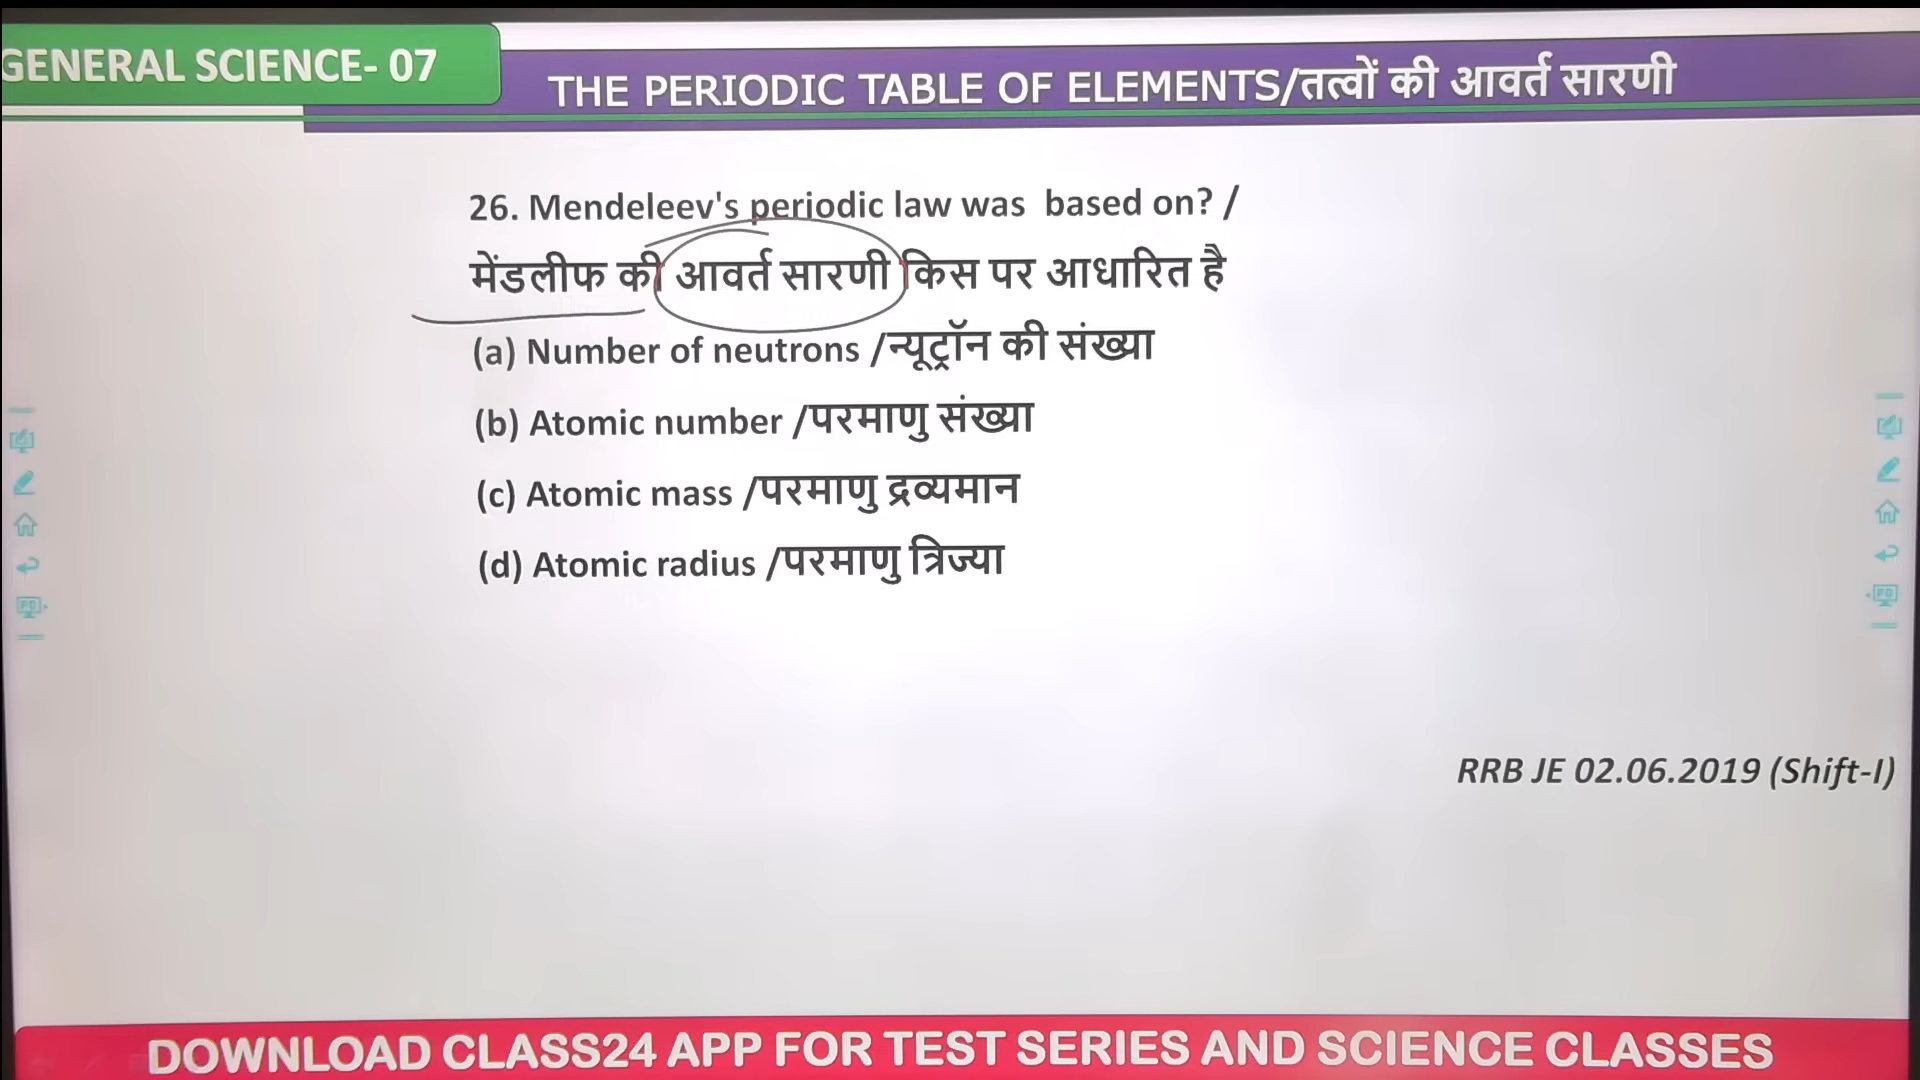 GENERAL SCIENCE- 07
THE PERIODIC TABLE OF ELEMENTS/तत्वों की आवर्त सारणी
26. Mendeleev's periodic law was based on? /
मेंडलीफ की आवर्त सारणी किस पर आधारित है
(a) Number of neutrons /न्यूट्रॉन की संख्या
(b) Atomic number /परमाणु संख्या
(c) Atomic mass /परमाणु द्रव्यमान
(d) Atomic radius /परमाणु त्रिज्या
RRB JE 02.06.2019 (Shift-I)
DOWNLOAD CLASS24 APP FOR TEST SERIES AND SCIENCE CLASSES